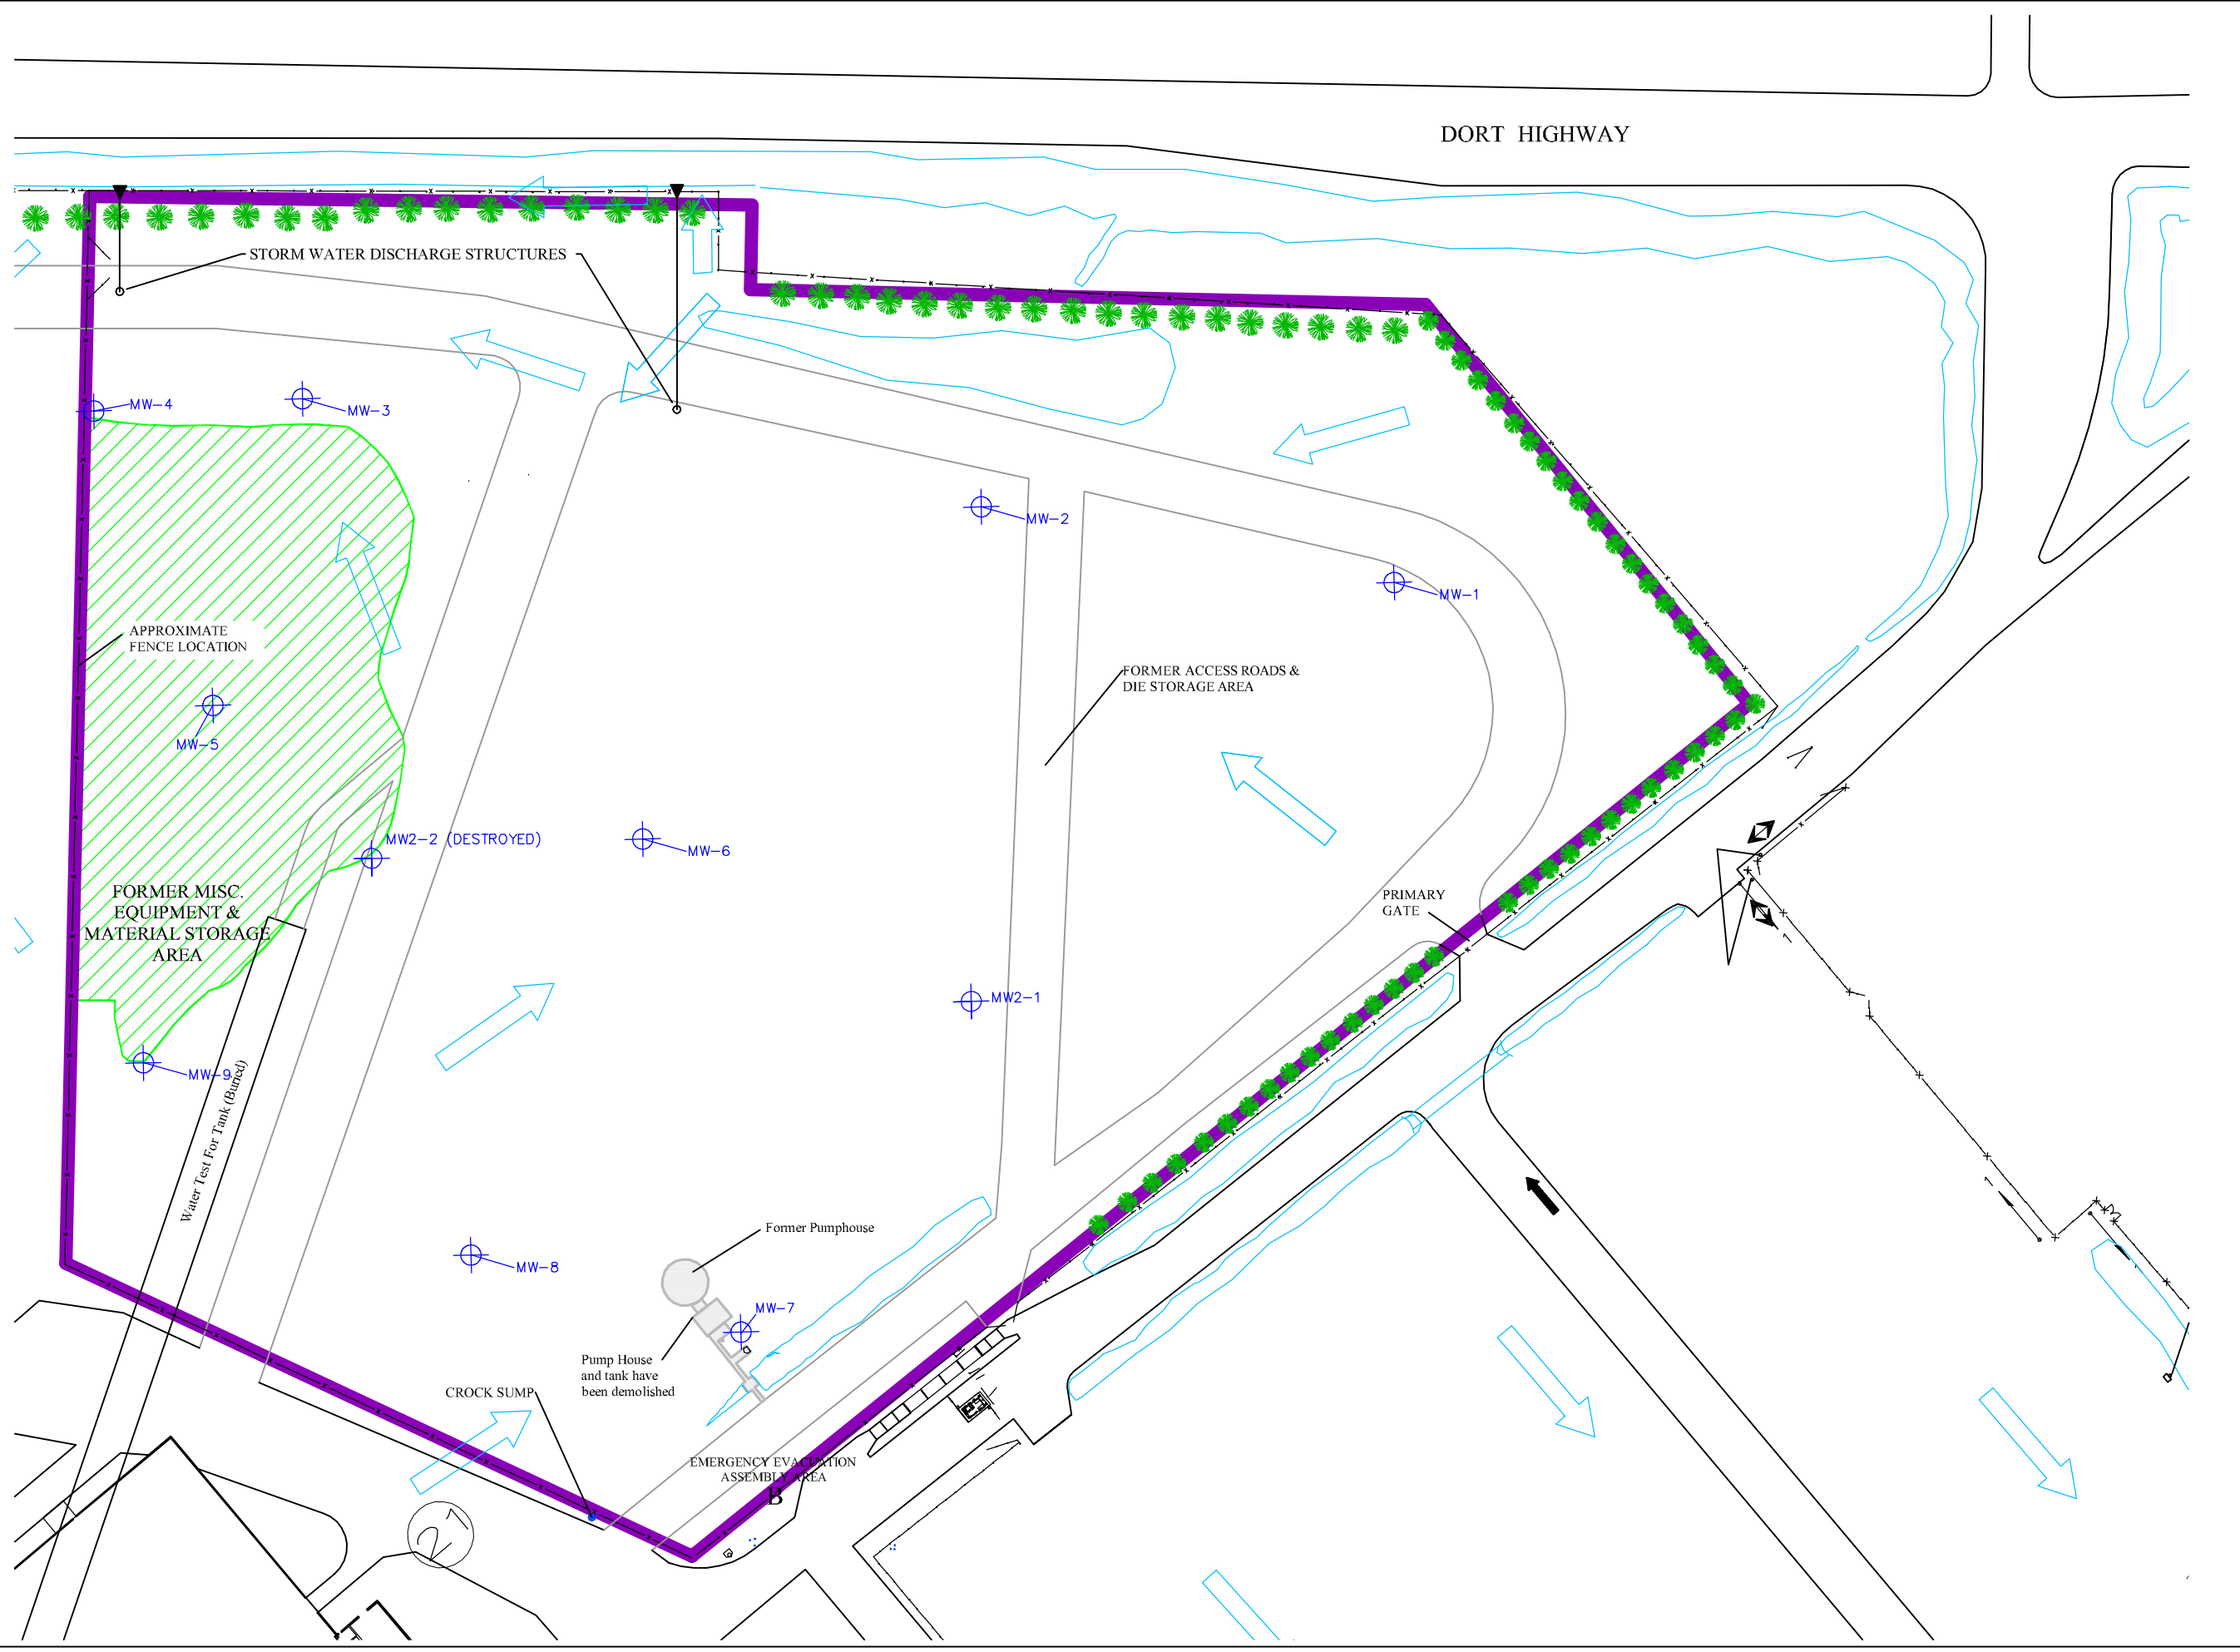 DORT HIGHWAY
STORM WATER DISCHARGE STRUCTURES
MW-4
MW-3
MW-2
MW-1
APPROXIMATE
FENCE LOCATION
FORMER ACCESS ROADS &
DIE STORAGE AREA
MW-5
MW2-2 (DESTROYED)
MW-6
FORMER MISC.
EQUIPMENT &
MATERIAL STORAGE
AREA
PRIMARY
GATE
MW2-1
MW-9
Water Test For Tank (Buried)
Former Pumphouse
MW-8
MW-7
Pump House
and tank have
been demolished
CROCK SUMP
EMERGENCY EVACUATION
ASSEMBLY AREA
B
21